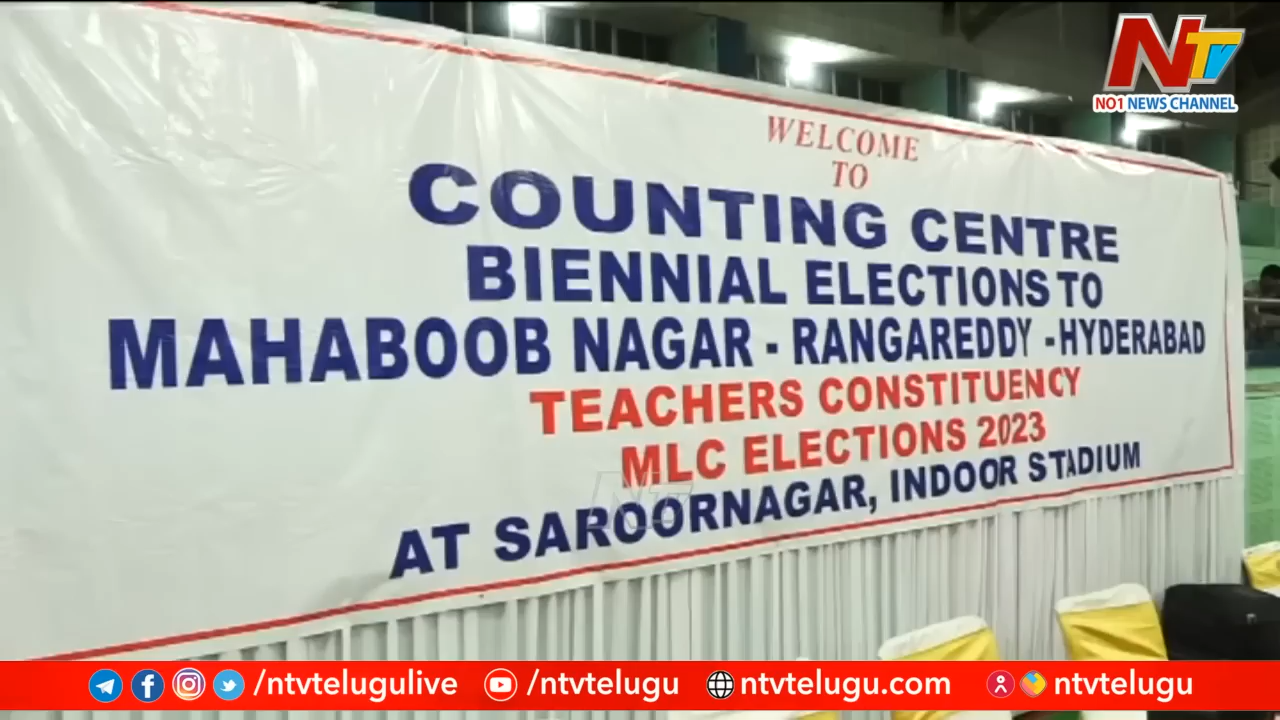 NTV
NO1 NEWS CHANNEL
WELCOME
TO
COUNTING CENTRE
BIENNIAL ELECTIONS TO
MAHABOOB NAGAR - RANGAREDDY - HYDERABAD
TEACHERS CONSTITUENCY
MLC ELECTIONS 2023
AT SAROORNAGAR, INDOOR STADIUM
NTV
/ntvtelugulive /ntvtelugu ntvtelugu.com ntvtelugu